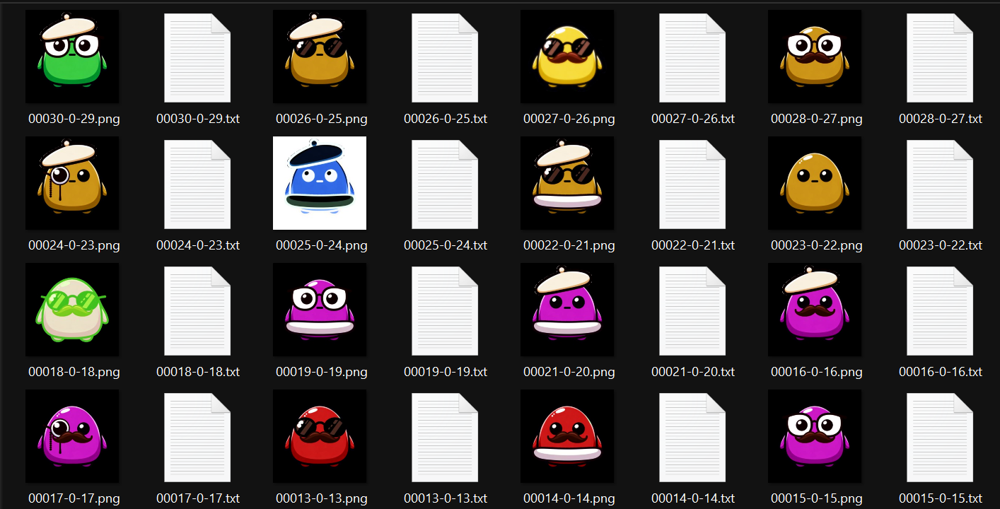 00030-0-29.png 00030-0-29.txt 00026-0-25.png 00026-0-25.txt 00027-0-26.png 00027-0-26.txt 00028-0-27.png 00028-0-27.txt
00024-0-23.png 00024-0-23.txt 00025-0-24.png 00025-0-24.txt 00022-0-21.png 00022-0-21.txt 00023-0-22.png 00023-0-22.txt
00018-0-18.png 00018-0-18.txt 00019-0-19.png 00019-0-19.txt 00021-0-20.png 00021-0-20.txt 00016-0-16.png 00016-0-16.txt
00017-0-17.png 00017-0-17.txt 00013-0-13.png 00013-0-13.txt 00014-0-14.png 00014-0-14.txt 00015-0-15.png 00015-0-15.txt